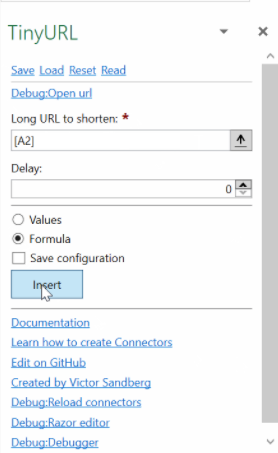 TinyURL
Save Load Reset Read
Debug:Open url
Long URL to shorten: *
[A2]
Delay:
0
Values
Formula
Save configuration
Insert
Documentation
Learn how to create Connectors
Edit on GitHub
Created by Victor Sandberg
Debug:Reload connectors
Debug:Razor editor
Debug:Debugger